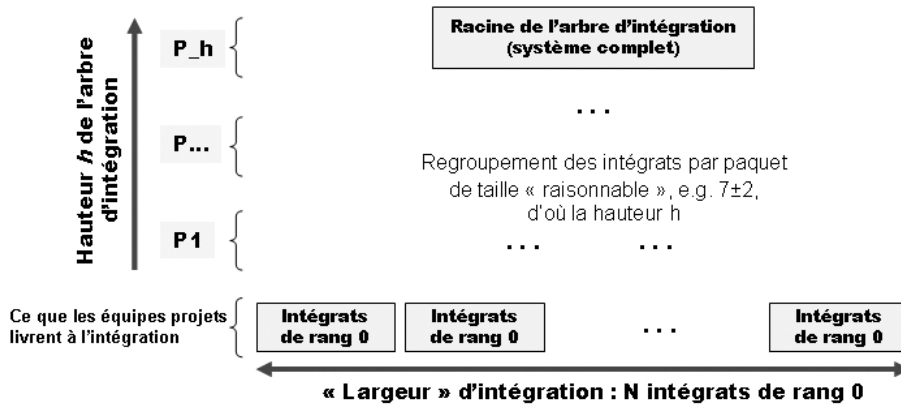 Racine de l'arbre d'intégration
(système complet)
P_h
Hauteur h de l'arbre
d'intégration
...
P...
Regroupement des intégrats par paquet
de taille « raisonnable », e.g. 7±2,
d'où la hauteur h
P1
... ...
Ce que les équipes projets
livrent à l'intégration
Intégrats
de rang 0
Intégrats
de rang 0
...
Intégrats
de rang 0
« Largeur » d'intégration : N intégrats de rang 0